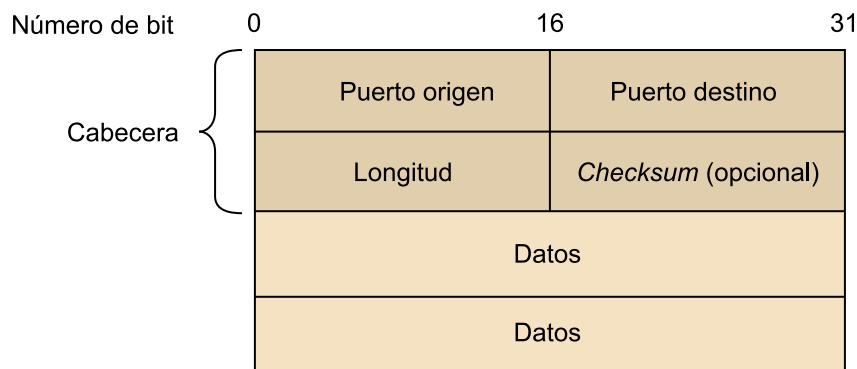 Número de bit 0 16 31
Cabecera
Puerto origen Puerto destino
Longitud Checksum (opcional)
Datos
Datos